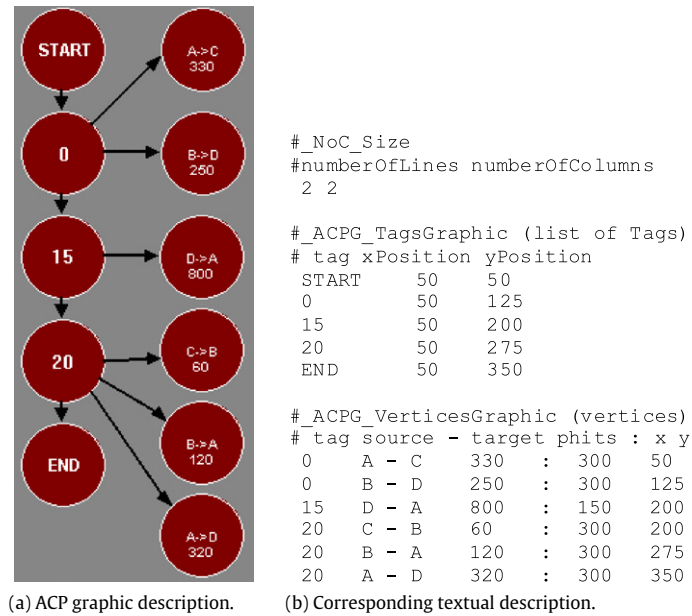 START
A->C
330
0
B->D
250
15
D->A
800
20
C->B
60
B->A
120
END
A->D
320
(a) ACP graphic description.
#_NoC_Size
#numberOfLines numberOfColumns
2 2
#_ACPG_TagsGraphic (list of Tags)
# tag xPosition yPosition
START 50 50
0 50 125
15 50 200
20 50 275
END 50 350
#_ACPG_VerticesGraphic (vertices)
# tag source - target phits : x y
0 A - C 330 : 300 50
0 B - D 250 : 300 125
15 D - A 800 : 150 200
20 C - B 60 : 300 200
20 B - A 120 : 300 275
20 A - D 320 : 300 350
(b) Corresponding textual description.